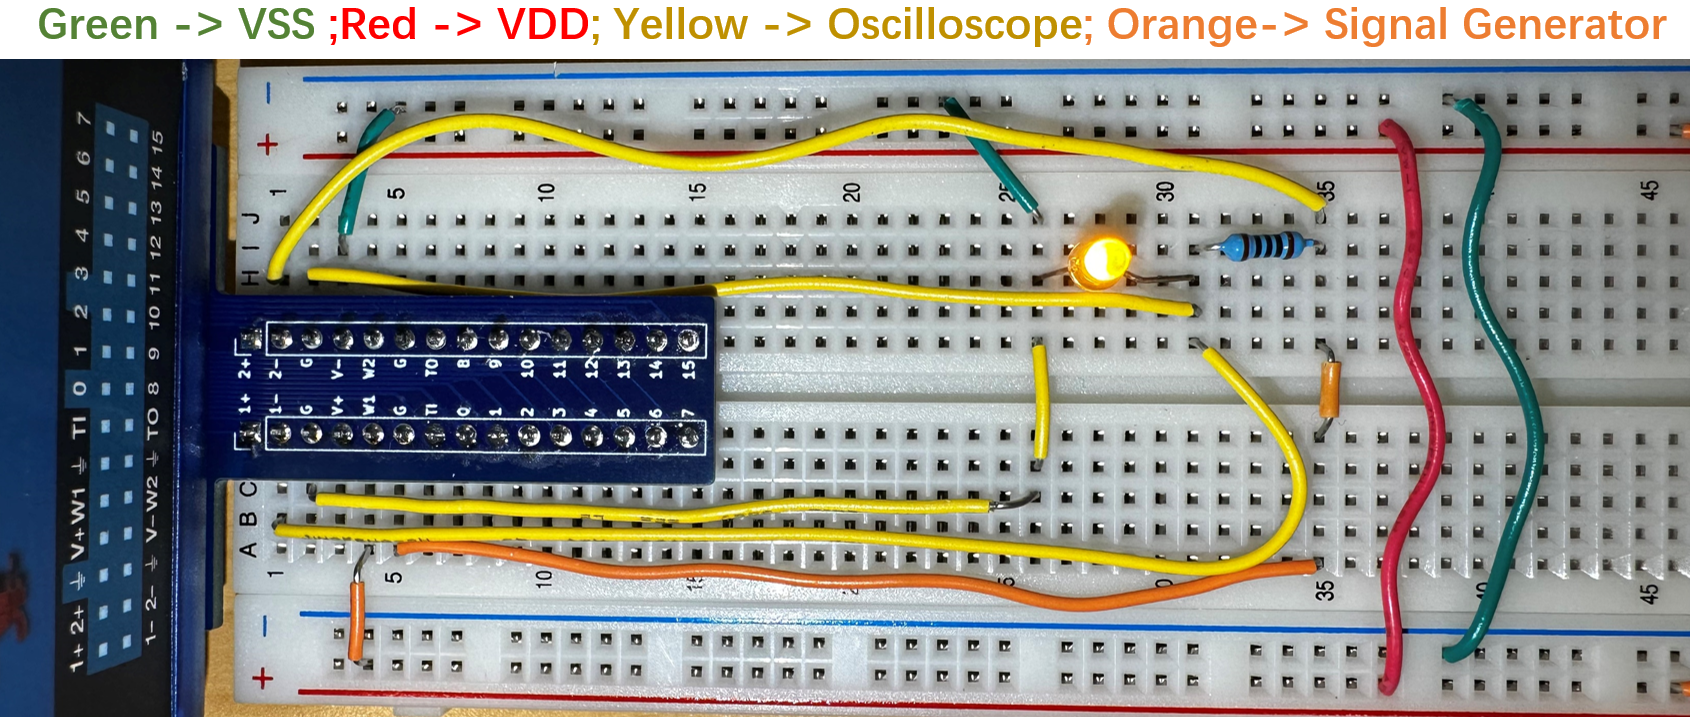 Green -> VSS ;Red -> VDD; Yellow -> Oscilloscope; Orange-> Signal Generator
7 6 5 4 3 2 1 0 TI ⏚ W1 V+ ⏚ 2+ 1+
15 14 13 12 11 10 9 8 TO ⏚ W2 V- ⏚ 2- 1-
-
+
1 5 10 15 20 25 30 35 45
J
I
H
2+ 2- G V- W2 G TO 8 9 10 11 12 13 14 15
1+ 1- G V+ W1 G TI 0 1 2 3 4 5 6 7
C
B
A
1 5 10 15 35 40 45
-
+